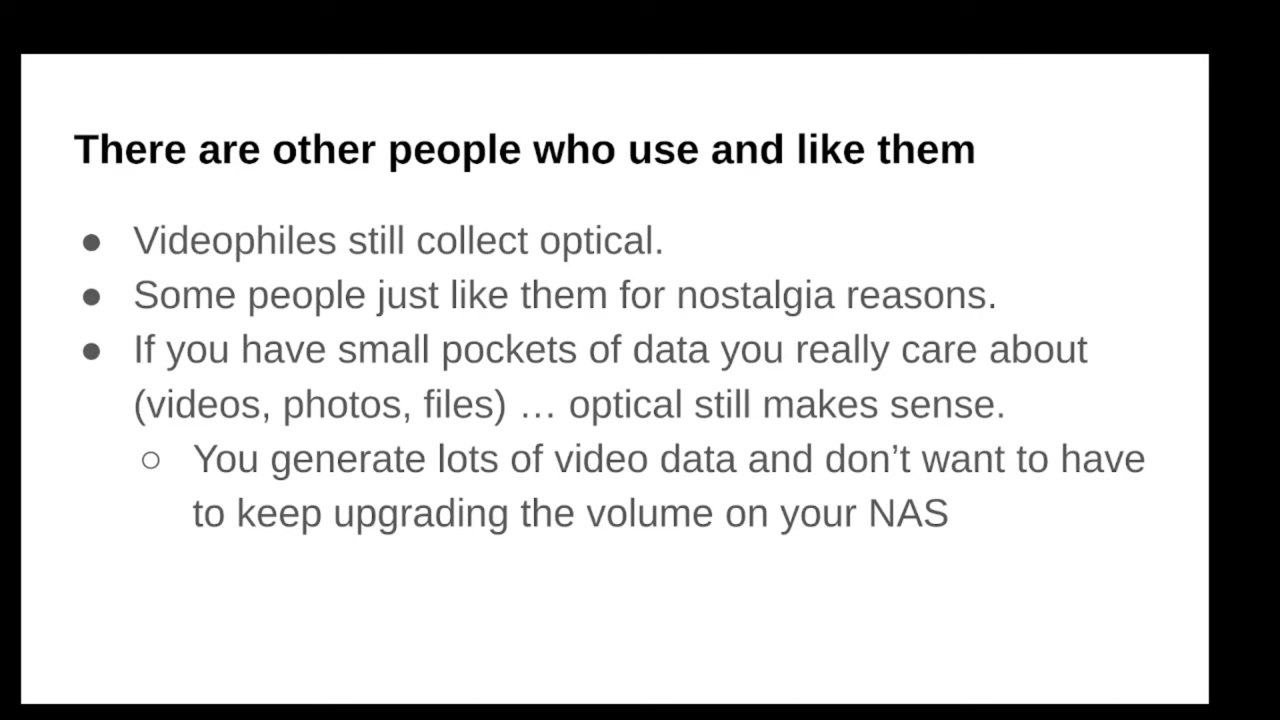 There are other people who use and like them
● Videophiles still collect optical.
● Some people just like them for nostalgia reasons.
● If you have small pockets of data you really care about
(videos, photos, files) … optical still makes sense.
○ You generate lots of video data and don’t want to have
to keep upgrading the volume on your NAS